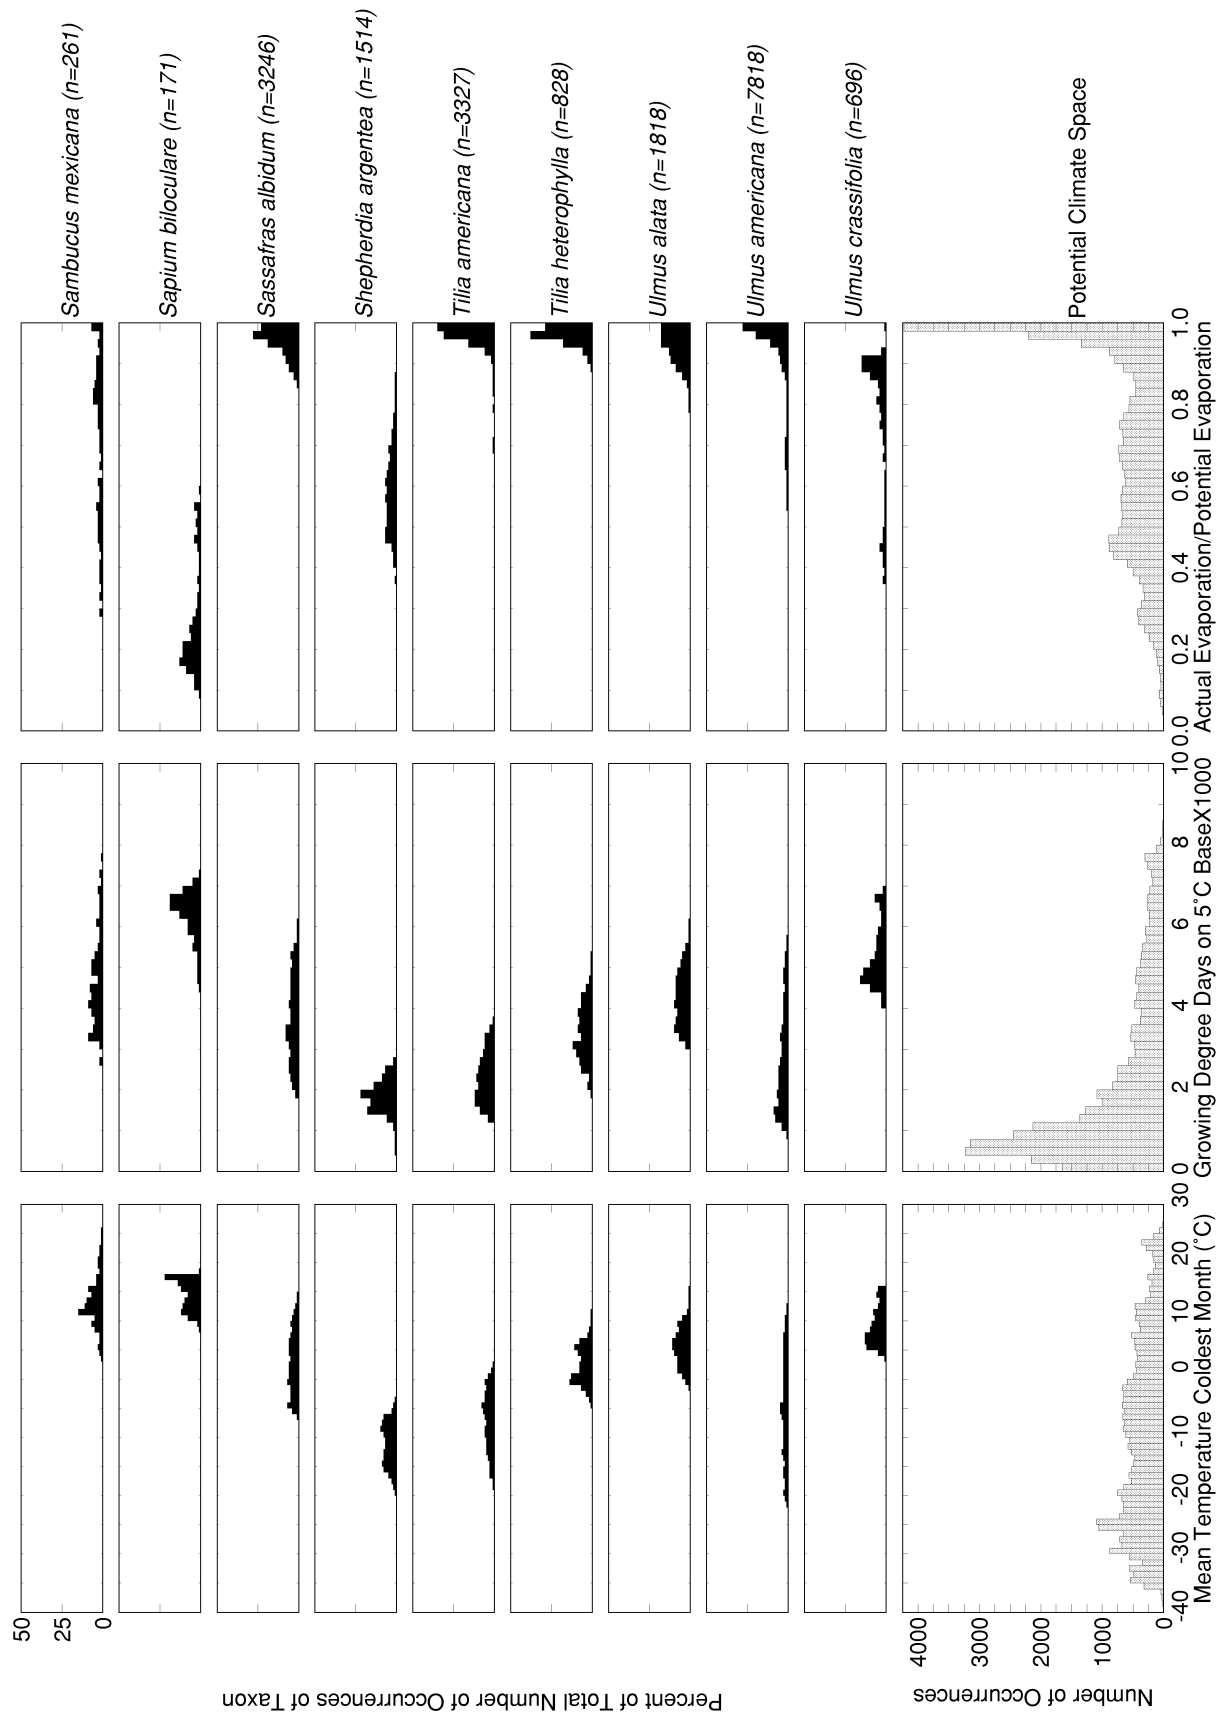 Sambucus mexicana (n=261)
Sapium biloculare (n=171)
Sassafras albidum (n=3246)
Shepherdia argentea (n=1514)
Tilia americana (n=3327)
Tilia heterophylla (n=828)
Ulmus alata (n=1818)
Ulmus americana (n=7818)
Ulmus crassifolia (n=696)
Potential Climate Space
50
25
0
Percent of Total Number of Occurrences of Taxon
4000
3000
2000
1000
0
Number of Occurrences
-40 -30 -20 -10 0 10 20 30
Mean Temperature Coldest Month (˚C)
0 2 4 6 8 10
Growing Degree Days on 5˚C BaseX1000
0.0 0.2 0.4 0.6 0.8 1.0
Actual Evaporation/Potential Evaporation